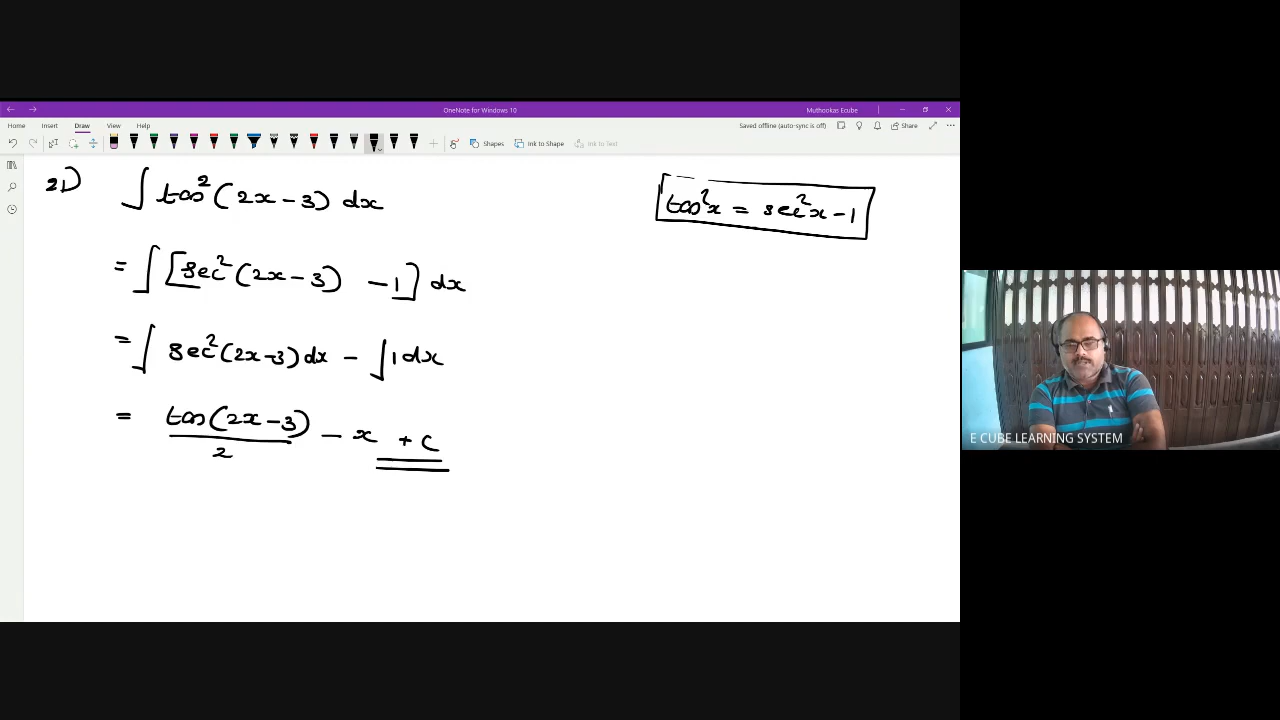 OneNote for Windows 10
Muthookas Ecube
Home Insert Draw View Help
Saved offline (auto-sync is off)
Share
Shapes Ink to Shape Ink to Text
21) ∫ tan²(2x-3) dx
tan²x = sec²x - 1
= ∫ [sec²(2x-3) - 1] dx
= ∫ sec²(2x-3) dx - ∫ 1 dx
= tan(2x-3)/2 - x + c
E CUBE LEARNING SYSTEM